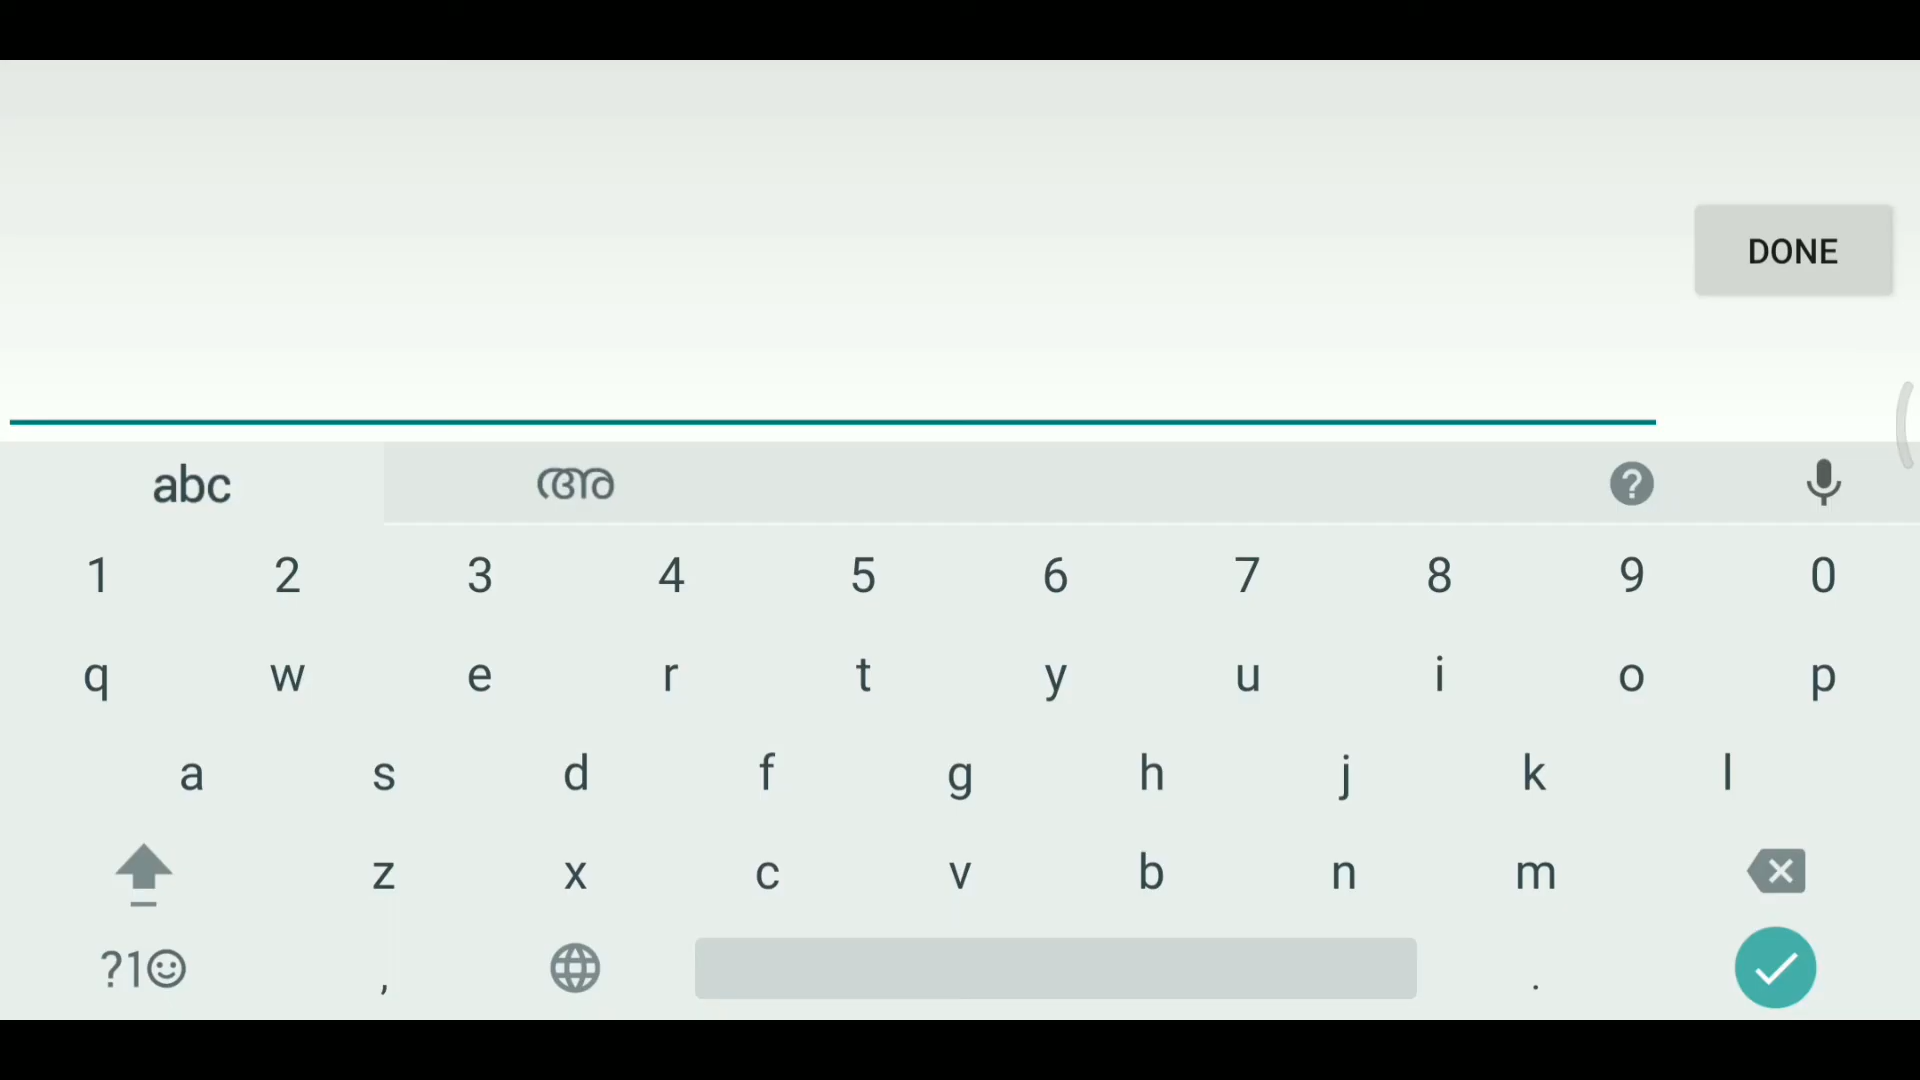 DONE
abc അ
1 2 3 4 5 6 7 8 9 0
q w e r t y u i o p
a s d f g h j k l
z x c v b n m
?1☺ , .